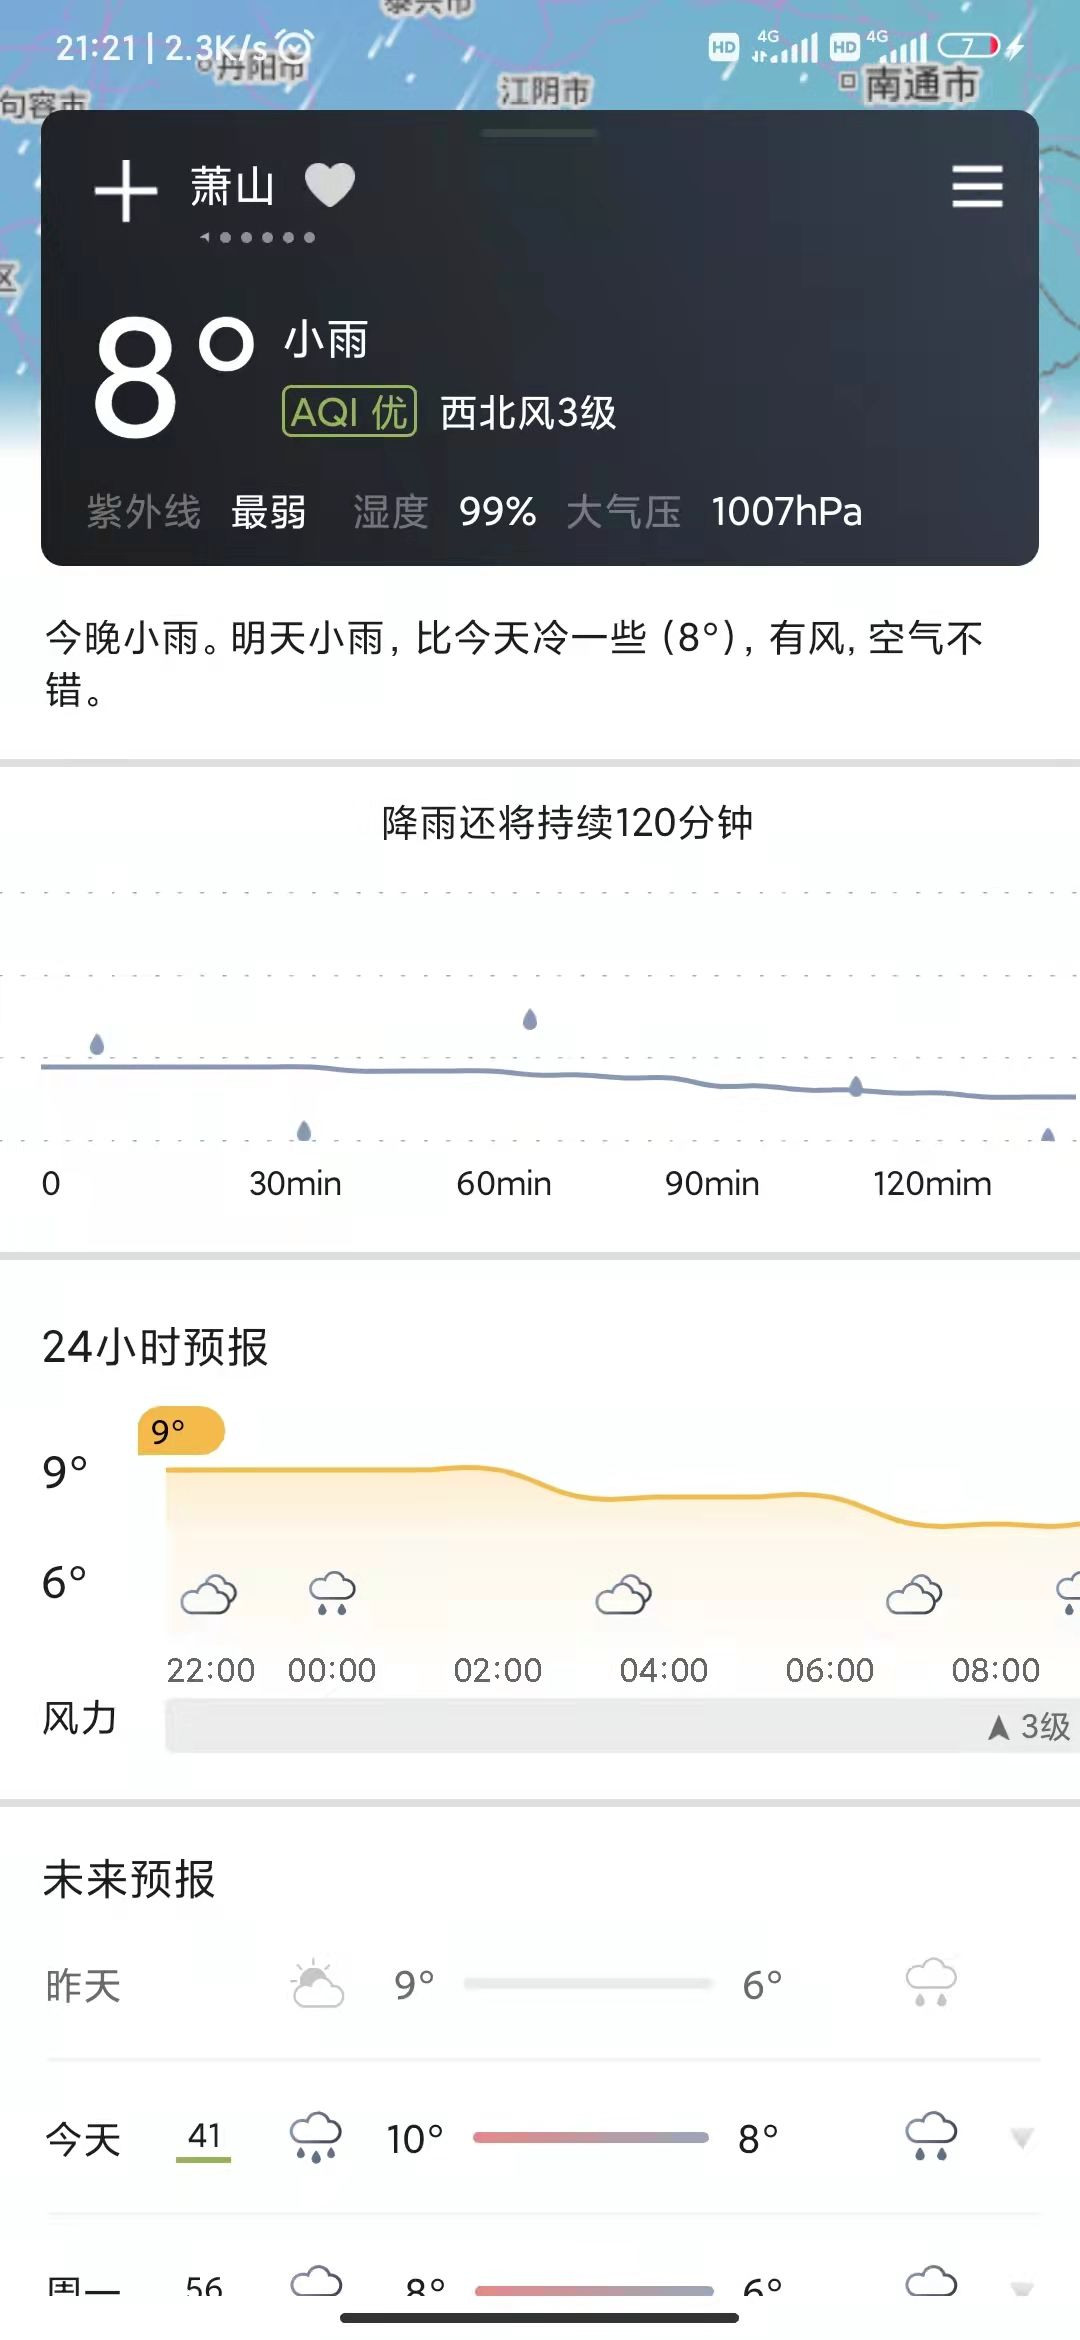 泰兴市
21:21 | 2.3K/s
HD 4G HD 4G 7
丹阳市
江阴市
南通市
句容市
萧山
区
8° 小雨
AQI 优 西北风3级
紫外线 最弱 湿度 99% 大气压 1007hPa
今晚小雨。明天小雨，比今天冷一些（8°），有风，空气不
错。
降雨还将持续120分钟
0 30min 60min 90min 120mim
24小时预报
9°
9°
6°
22:00 00:00 02:00 04:00 06:00 08:00
风力 3级
未来预报
昨天 9° 6°
今天 41 10° 8°
周一 56 8° 6°